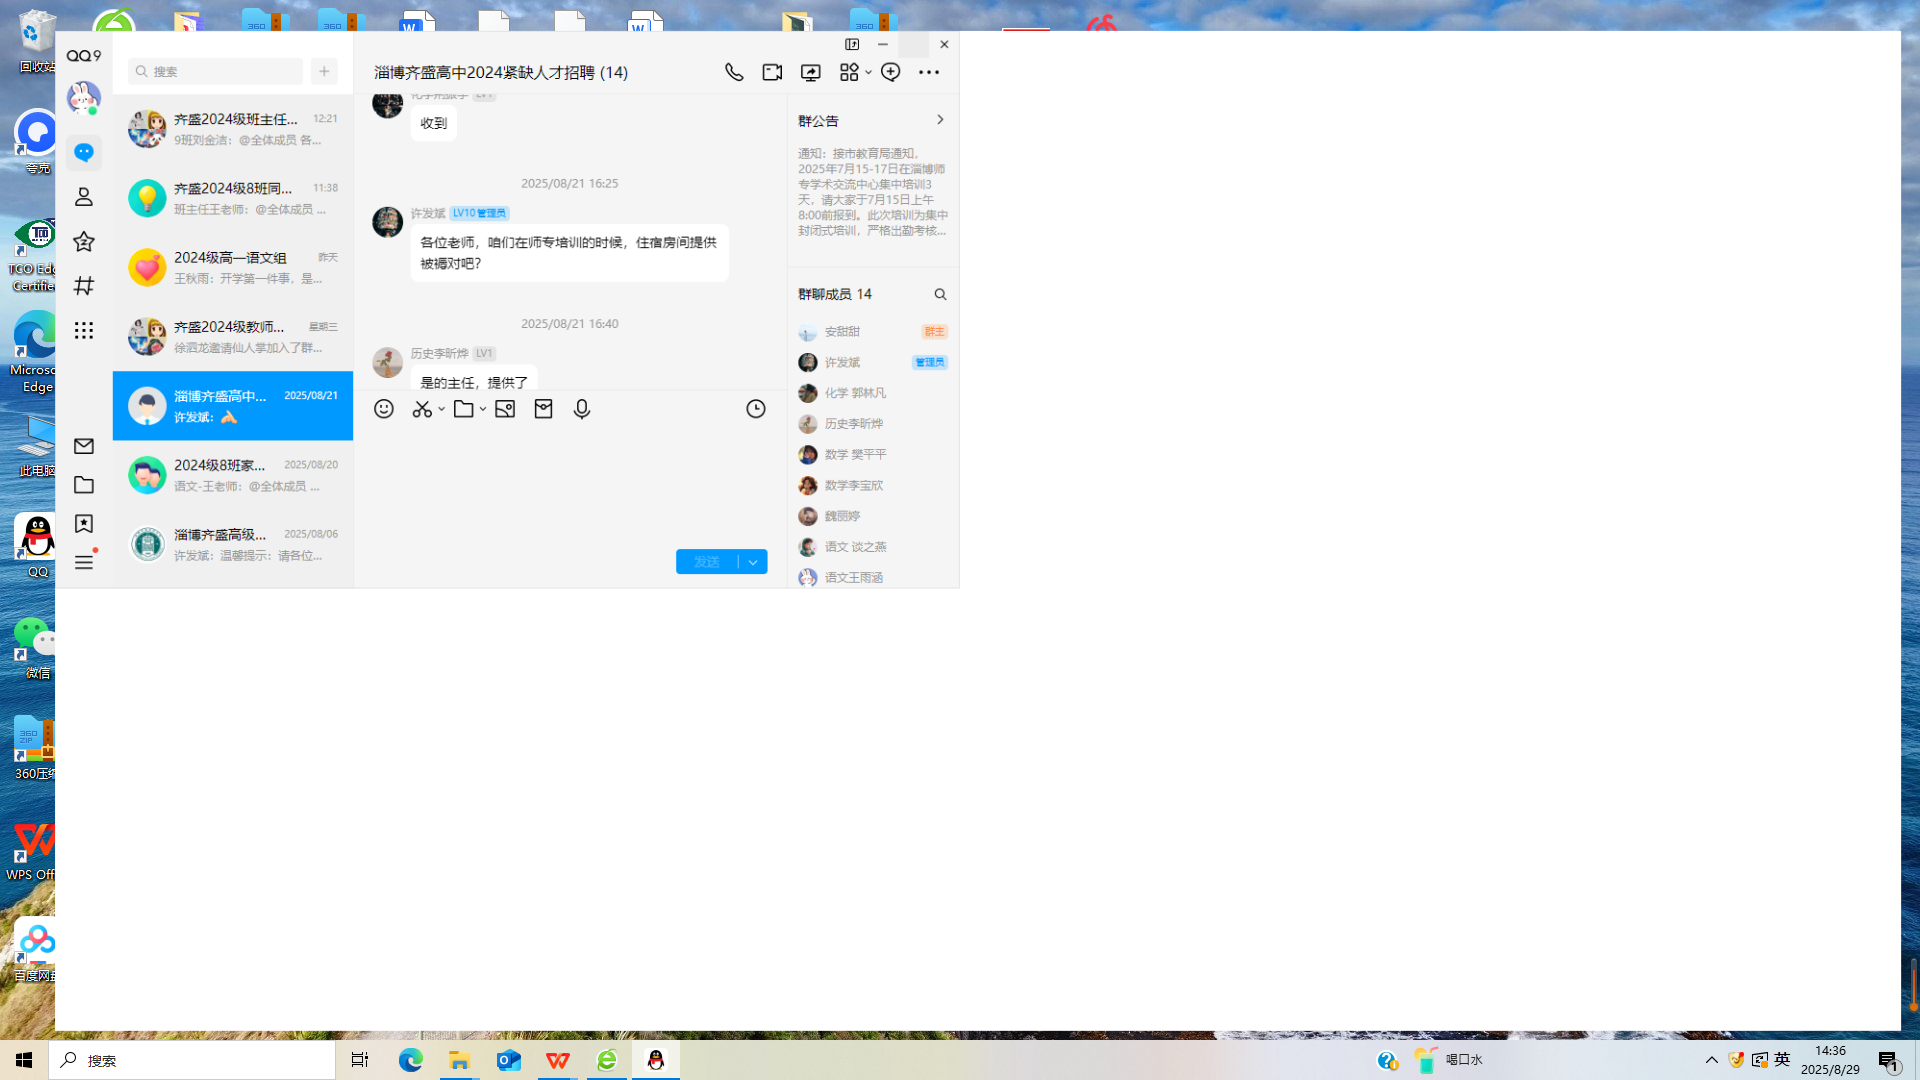 回收站
夸克
TCO Edge
Certifie
Microso
Edge
此电脑
QQ
微信
360压缩
WPS Offi
百度网盘
QQ9
搜索
齐盛2024级班主任...
12:21
9班刘金洁：@全体成员 各...
齐盛2024级8班同...
11:38
班主任王老师：@全体成员 ...
2024级高一语文组
昨天
王秋雨：开学第一件事，是...
齐盛2024级教师...
星期三
徐泗龙邀请仙人掌加入了群...
淄博齐盛高中...
2025/08/21
许发斌：
2024级8班家...
2025/08/20
语文-王老师：@全体成员 ...
淄博齐盛高级...
2025/08/06
许发斌：温馨提示：请各位...
淄博齐盛高中2024紧缺人才招聘 (14)
LV1
收到
2025/08/21 16:25
许发斌
LV10 管理员
各位老师，咱们在师专培训的时候，住宿房间提供
被褥对吧？
2025/08/21 16:40
历史李昕烨
LV1
是的主任，提供了
发送
群公告
通知：接市教育局通知，
2025年7月15-17日在淄博师
专学术交流中心集中培训3
天，请大家于7月15日上午
8:00前报到。此次培训为集中
封闭式培训，严格出勤考核...
群聊成员 14
安甜甜
群主
许发斌
管理员
化学 郭林凡
历史李昕烨
数学 樊平平
数学李宝欣
魏丽婷
语文 谈之燕
语文王雨涵
搜索
喝口水
英
14:36
2025/8/29
1